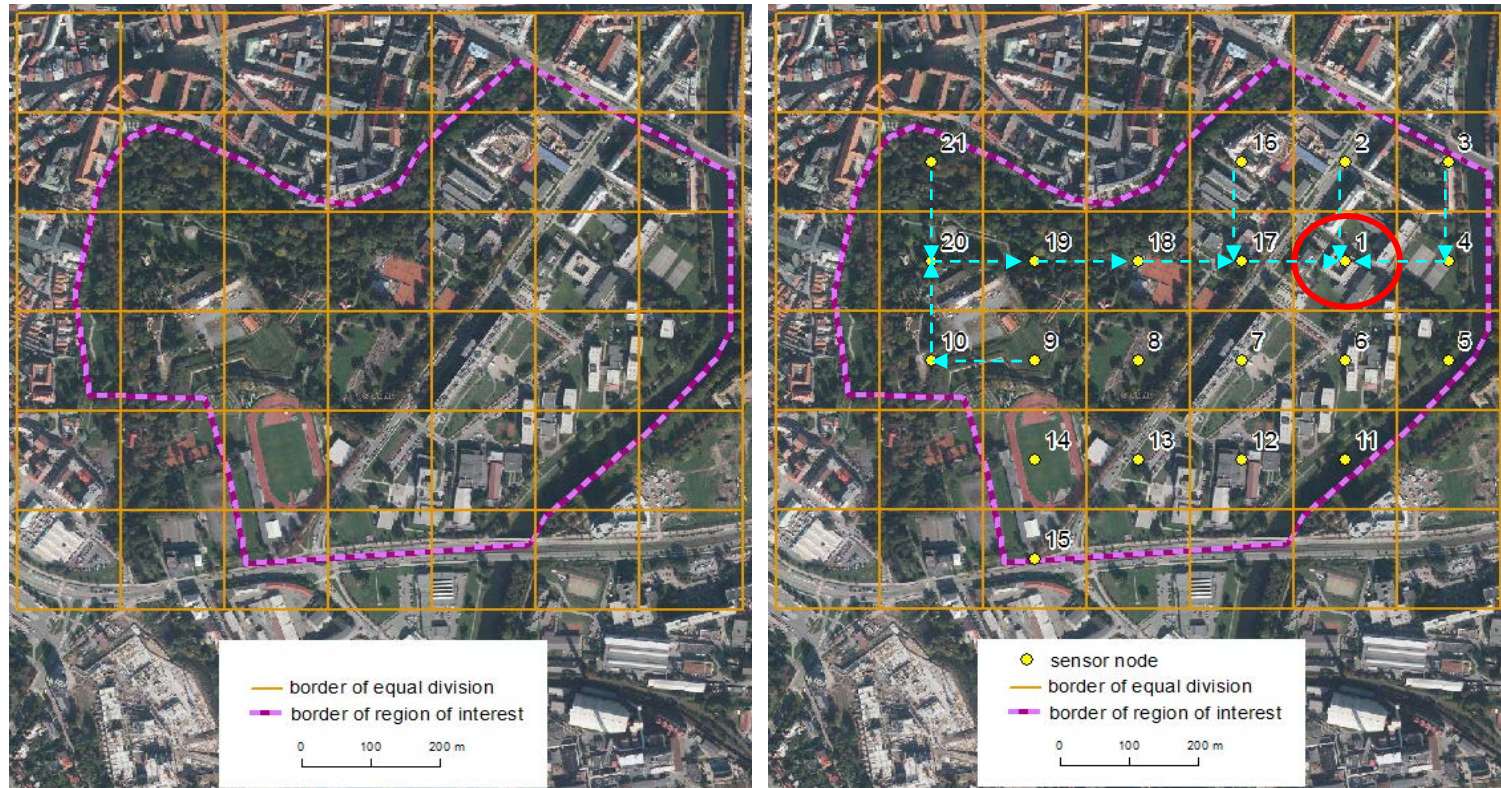 border of equal division
border of region of interest
0 100 200 m
21 16 2 3
20 19 18 17 1 4
10 9 8 7 6 5
14 13 12 11
15
sensor node
border of equal division
border of region of interest
0 100 200 m